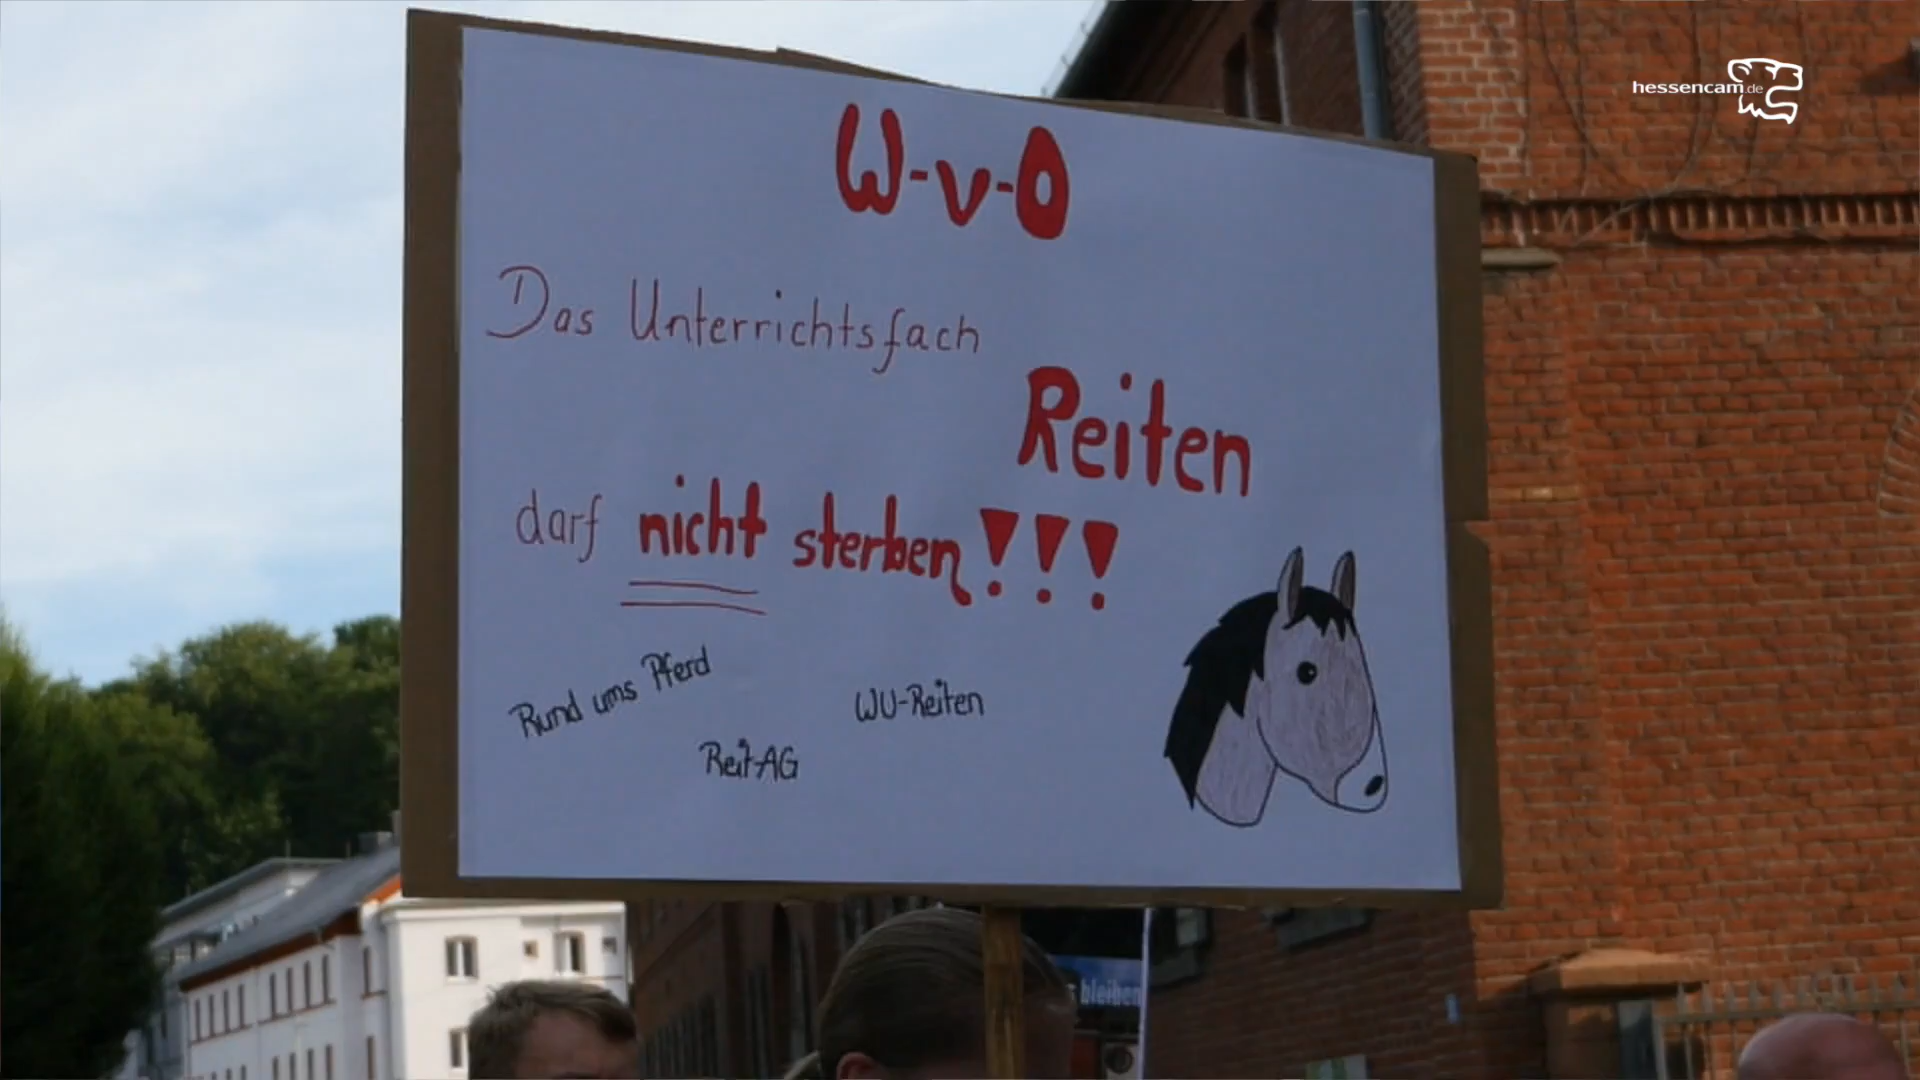 hessencam.de
W-v-O
Das Unterrichtsfach
Reiten
darf nicht sterben!!!
Rund ums Pferd
WU-Reiten
Reit-AG
bleiben